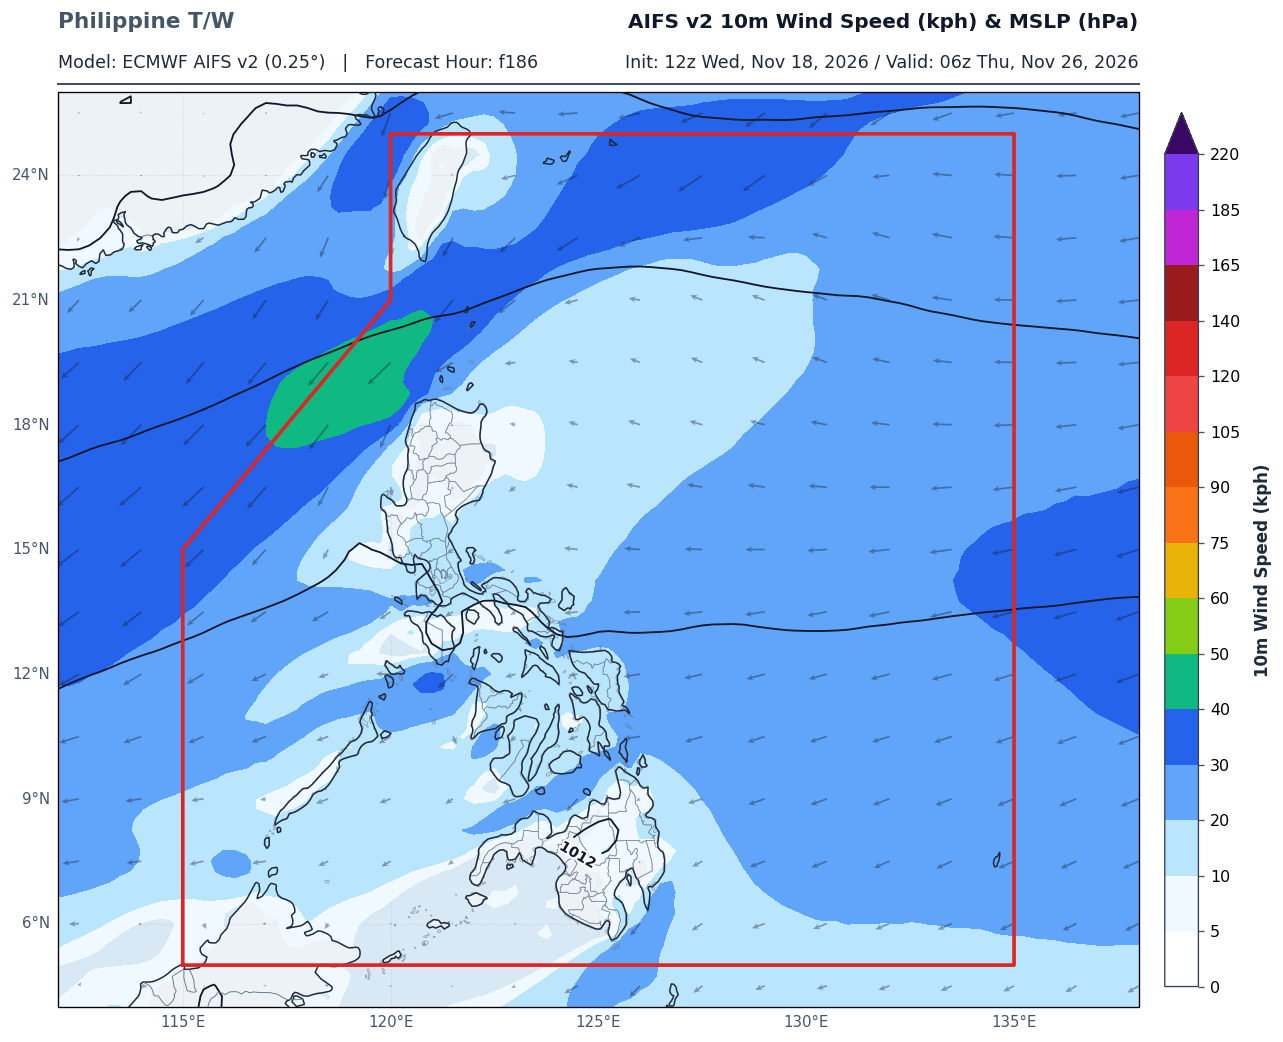 Philippine T/W
AIFS v2 10m Wind Speed (kph) & MSLP (hPa)
Model: ECMWF AIFS v2 (0.25°)   |   Forecast Hour: f186
Init: 12z Wed, Nov 18, 2026 / Valid: 06z Thu, Nov 26, 2026
24°N
21°N
18°N
15°N
12°N
9°N
6°N
1012
115°E
120°E
125°E
130°E
135°E
220
185
165
140
120
105
90
75
60
50
40
30
20
10
5
0
10m Wind Speed (kph)